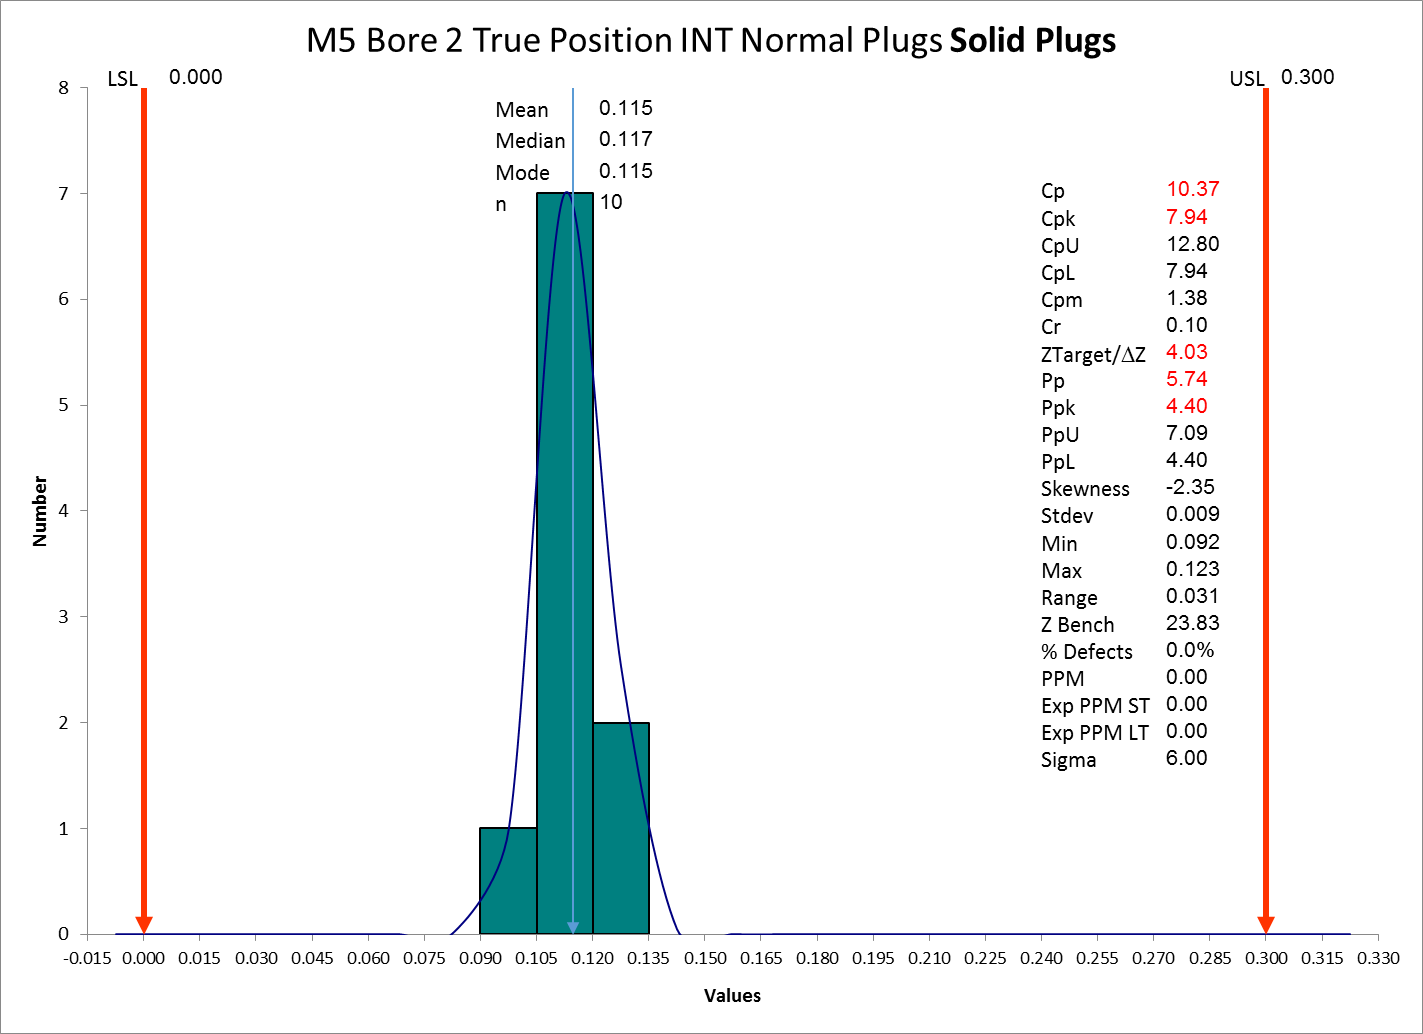 M5 Bore 2 True Position INT Normal Plugs Solid Plugs
LSL 0.000
USL 0.300
Mean 0.115
Median 0.117
Mode 0.115
n 10
Cp 10.37
Cpk 7.94
CpU 12.80
CpL 7.94
Cpm 1.38
Cr 0.10
ZTarget/ΔZ 4.03
Pp 5.74
Ppk 4.40
PpU 7.09
PpL 4.40
Skewness -2.35
Stdev 0.009
Min 0.092
Max 0.123
Range 0.031
Z Bench 23.83
% Defects 0.0%
PPM 0.00
Exp PPM ST 0.00
Exp PPM LT 0.00
Sigma 6.00
Number
8
7
6
5
4
3
2
1
0
-0.015 0.000 0.015 0.030 0.045 0.060 0.075 0.090 0.105 0.120 0.135 0.150 0.165 0.180 0.195 0.210 0.225 0.240 0.255 0.270 0.285 0.300 0.315 0.330
Values